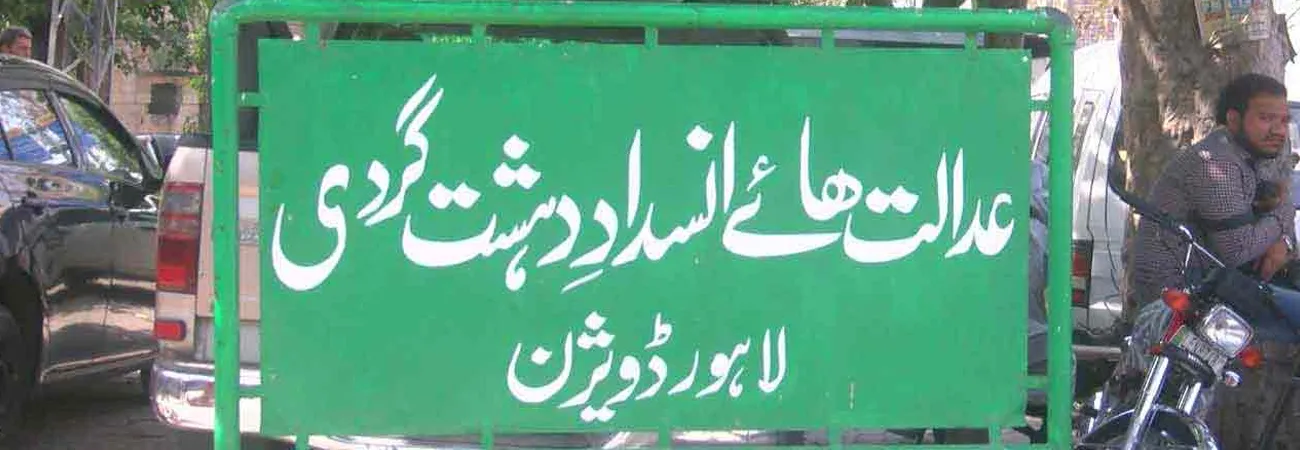 عدالت ھائے انسدادِ دہشت گردی
لاہور ڈویژن